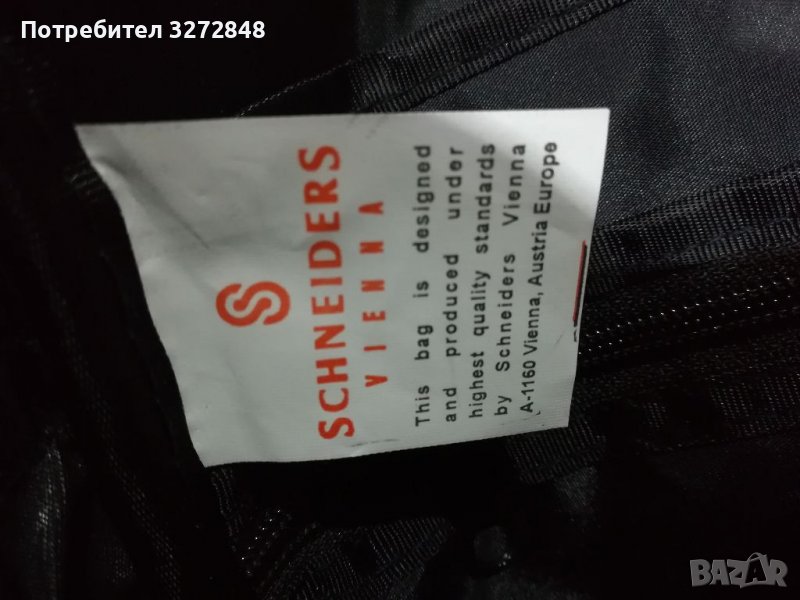 Потребител 3272848
S
SCHNEIDERS
VIENNA
This bag is designed
and produced under
highest quality standards
by Schneiders Vienna
A-1160 Vienna, Austria Europe
BAZAR